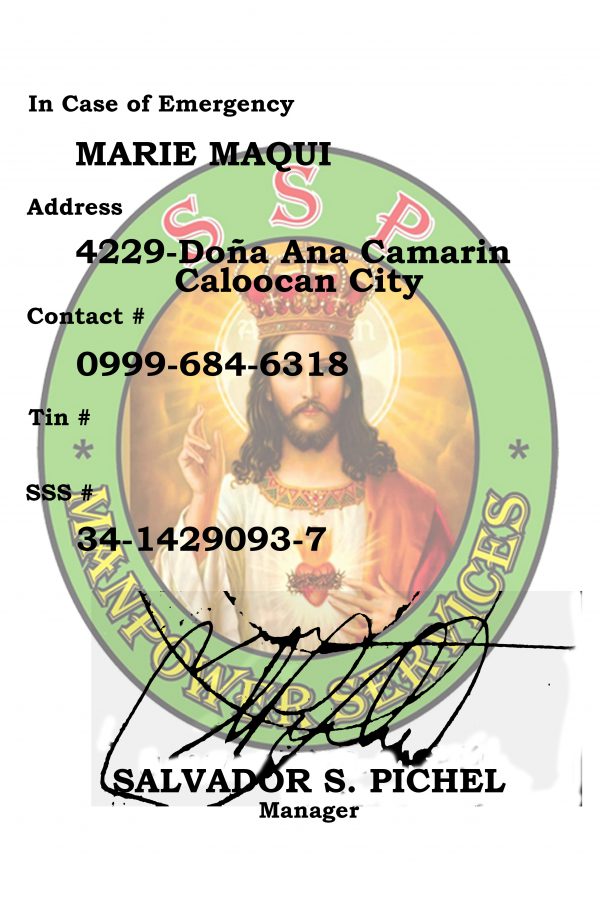 In Case of Emergency
MARIE MAQUI
SSP
Address
4229-Doña Ana Camarin
Caloocan City
Contact #
0999-684-6318
Tin #
SSS #
34-1429093-7
MANPOWER SERVICES
SALVADOR S. PICHEL
Manager